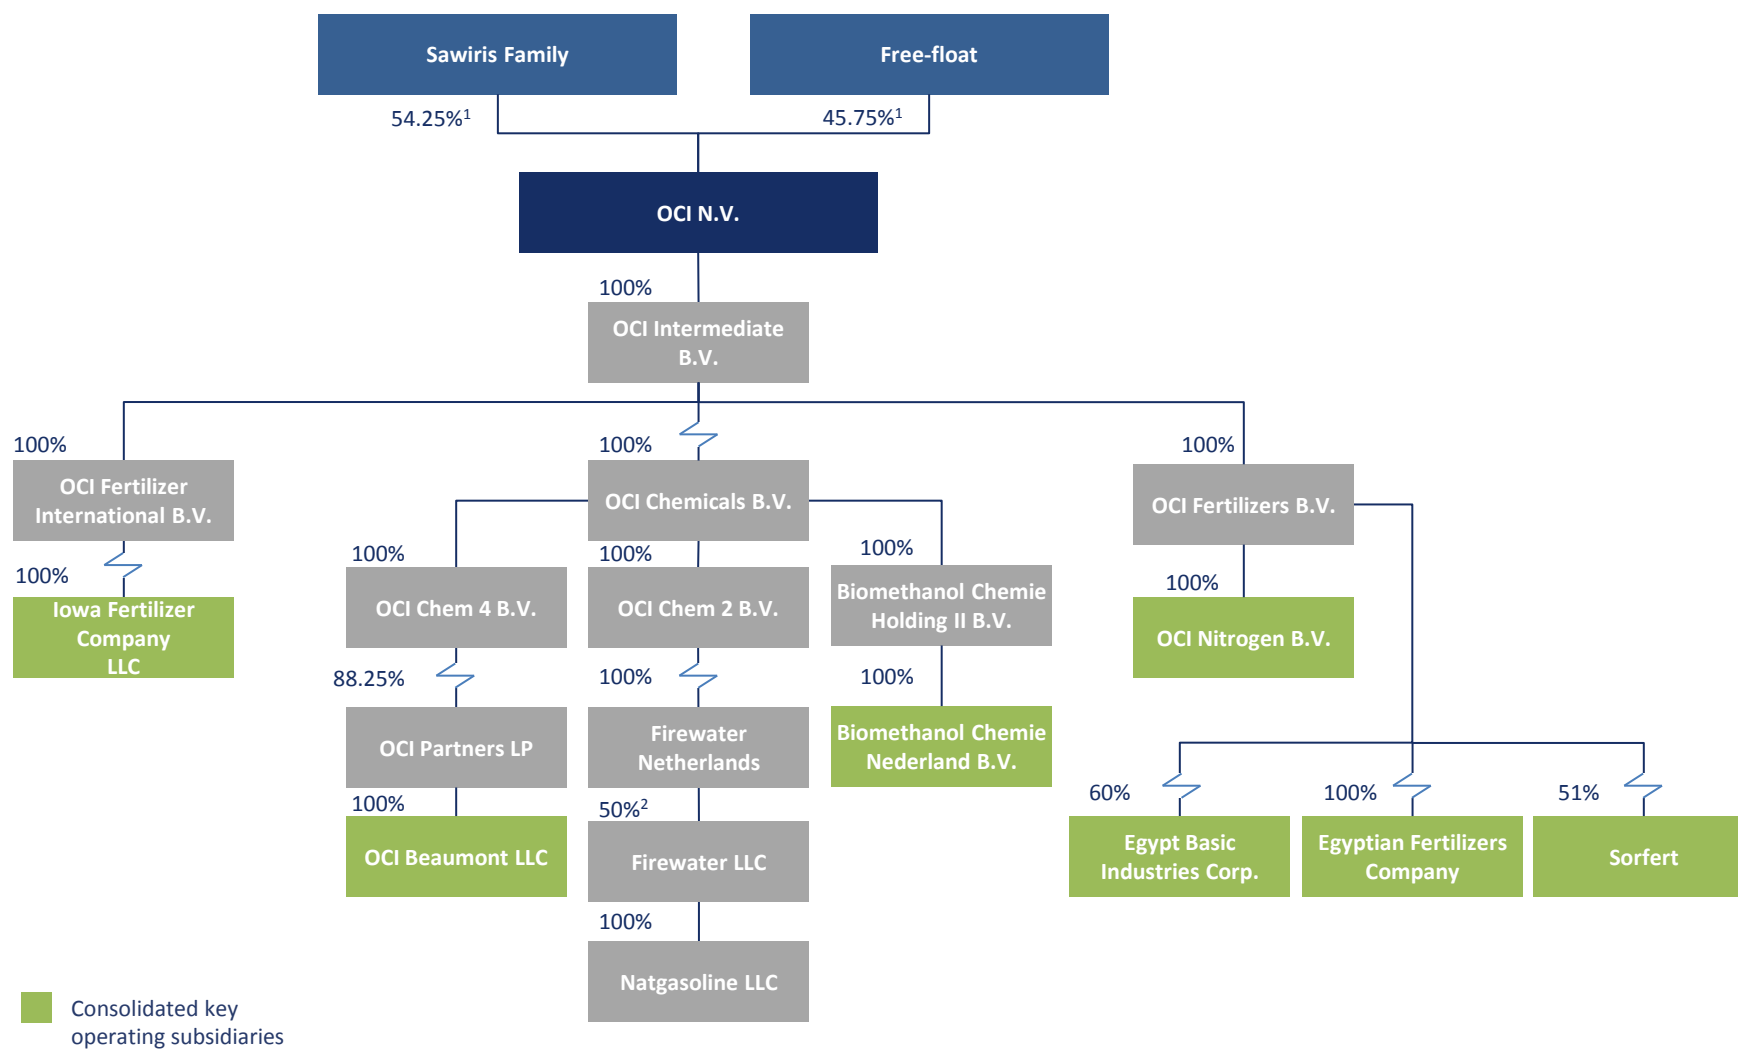 Sawiris Family
Free-float
54.25%1
45.75%1
OCI N.V.
100%
OCI Intermediate
B.V.
100%
100%
100%
OCI Fertilizer
International B.V.
OCI Chemicals B.V.
OCI Fertilizers B.V.
100%
100%
100%
100%
100%
Iowa Fertilizer
Company
LLC
OCI Chem 4 B.V.
OCI Chem 2 B.V.
Biomethanol Chemie
Holding II B.V.
OCI Nitrogen B.V.
88.25%
100%
100%
OCI Partners LP
Firewater
Netherlands
Biomethanol Chemie
Nederland B.V.
100%
50%2
60%
100%
51%
OCI Beaumont LLC
Firewater LLC
Egypt Basic
Industries Corp.
Egyptian Fertilizers
Company
Sorfert
100%
Natgasoline LLC
Consolidated key
operating subsidiaries